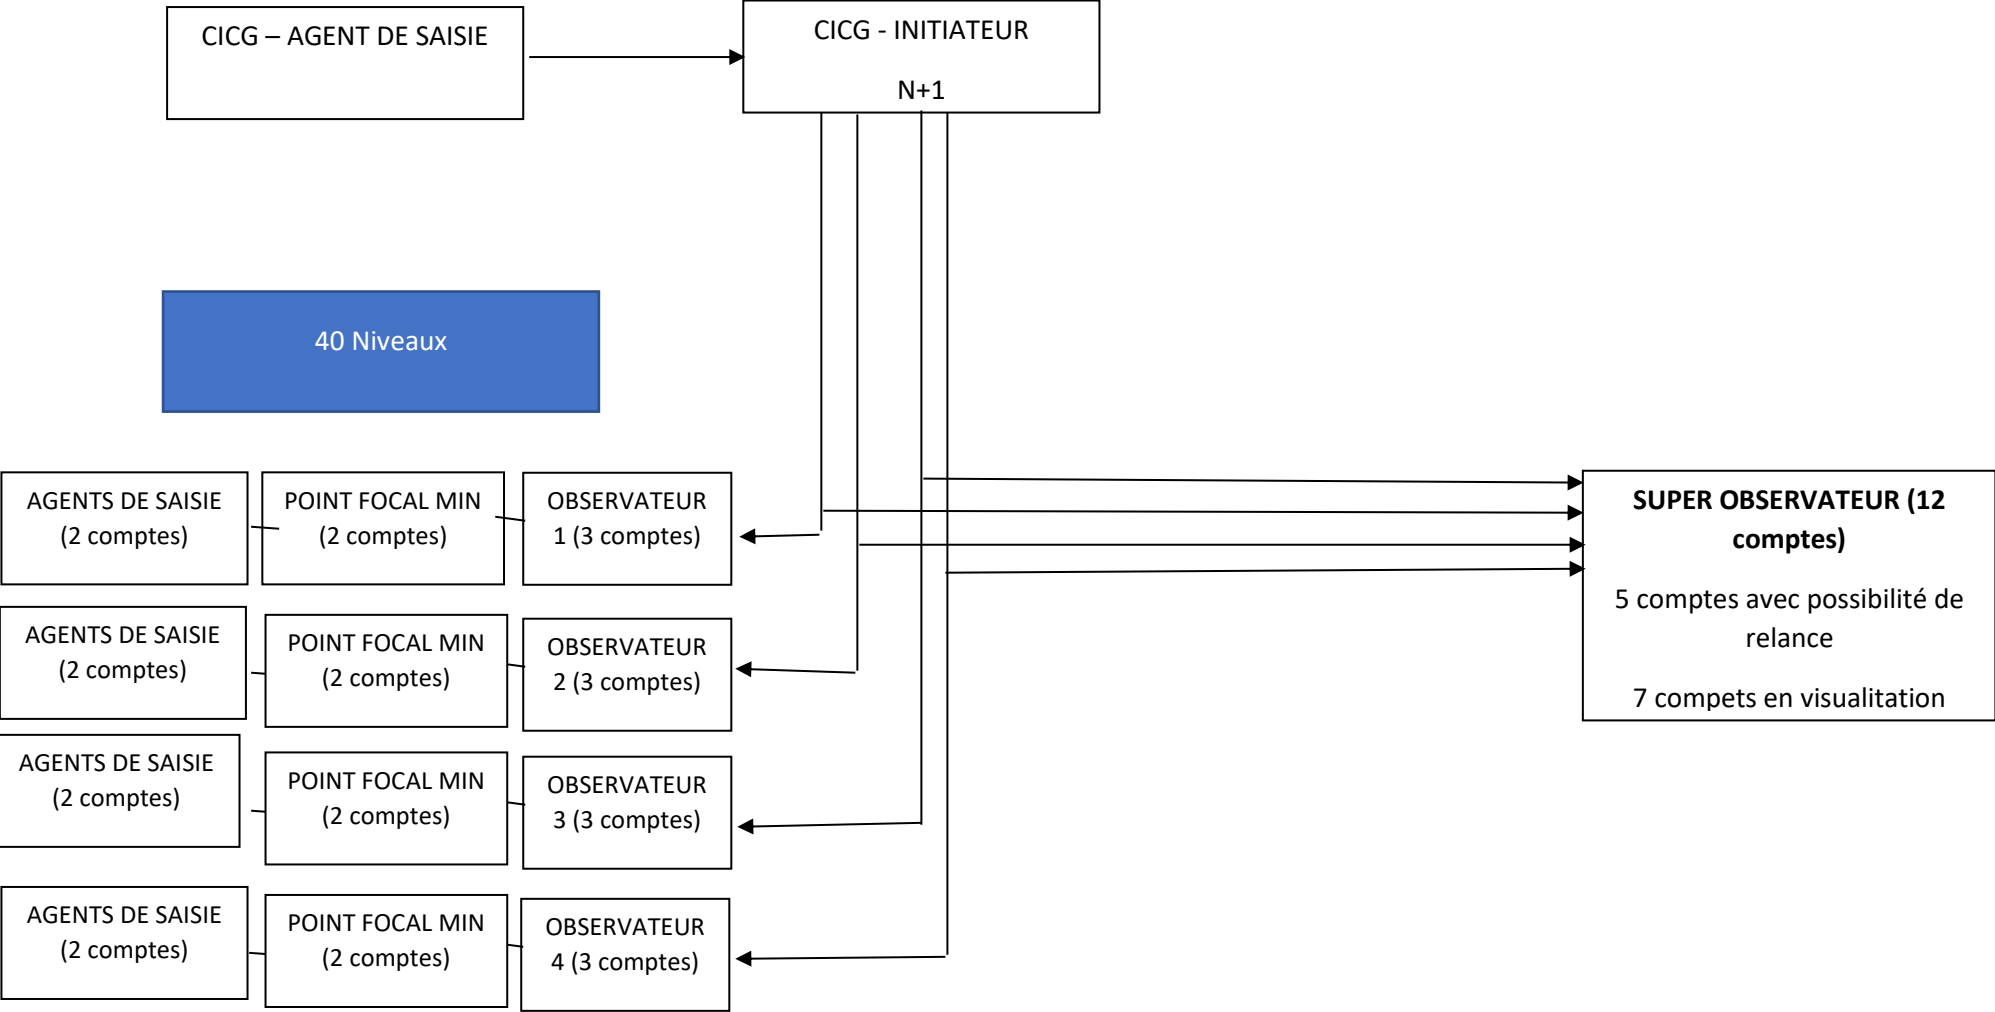 CICG – AGENT DE SAISIE
CICG - INITIATEUR
N+1
40 Niveaux
AGENTS DE SAISIE
(2 comptes)
POINT FOCAL MIN
(2 comptes)
OBSERVATEUR
1 (3 comptes)
SUPER OBSERVATEUR (12
comptes)
5 comptes avec possibilité de
relance
7 compets en visualitation
AGENTS DE SAISIE
(2 comptes)
POINT FOCAL MIN
(2 comptes)
OBSERVATEUR
2 (3 comptes)
AGENTS DE SAISIE
(2 comptes)
POINT FOCAL MIN
(2 comptes)
OBSERVATEUR
3 (3 comptes)
AGENTS DE SAISIE
(2 comptes)
POINT FOCAL MIN
(2 comptes)
OBSERVATEUR
4 (3 comptes)